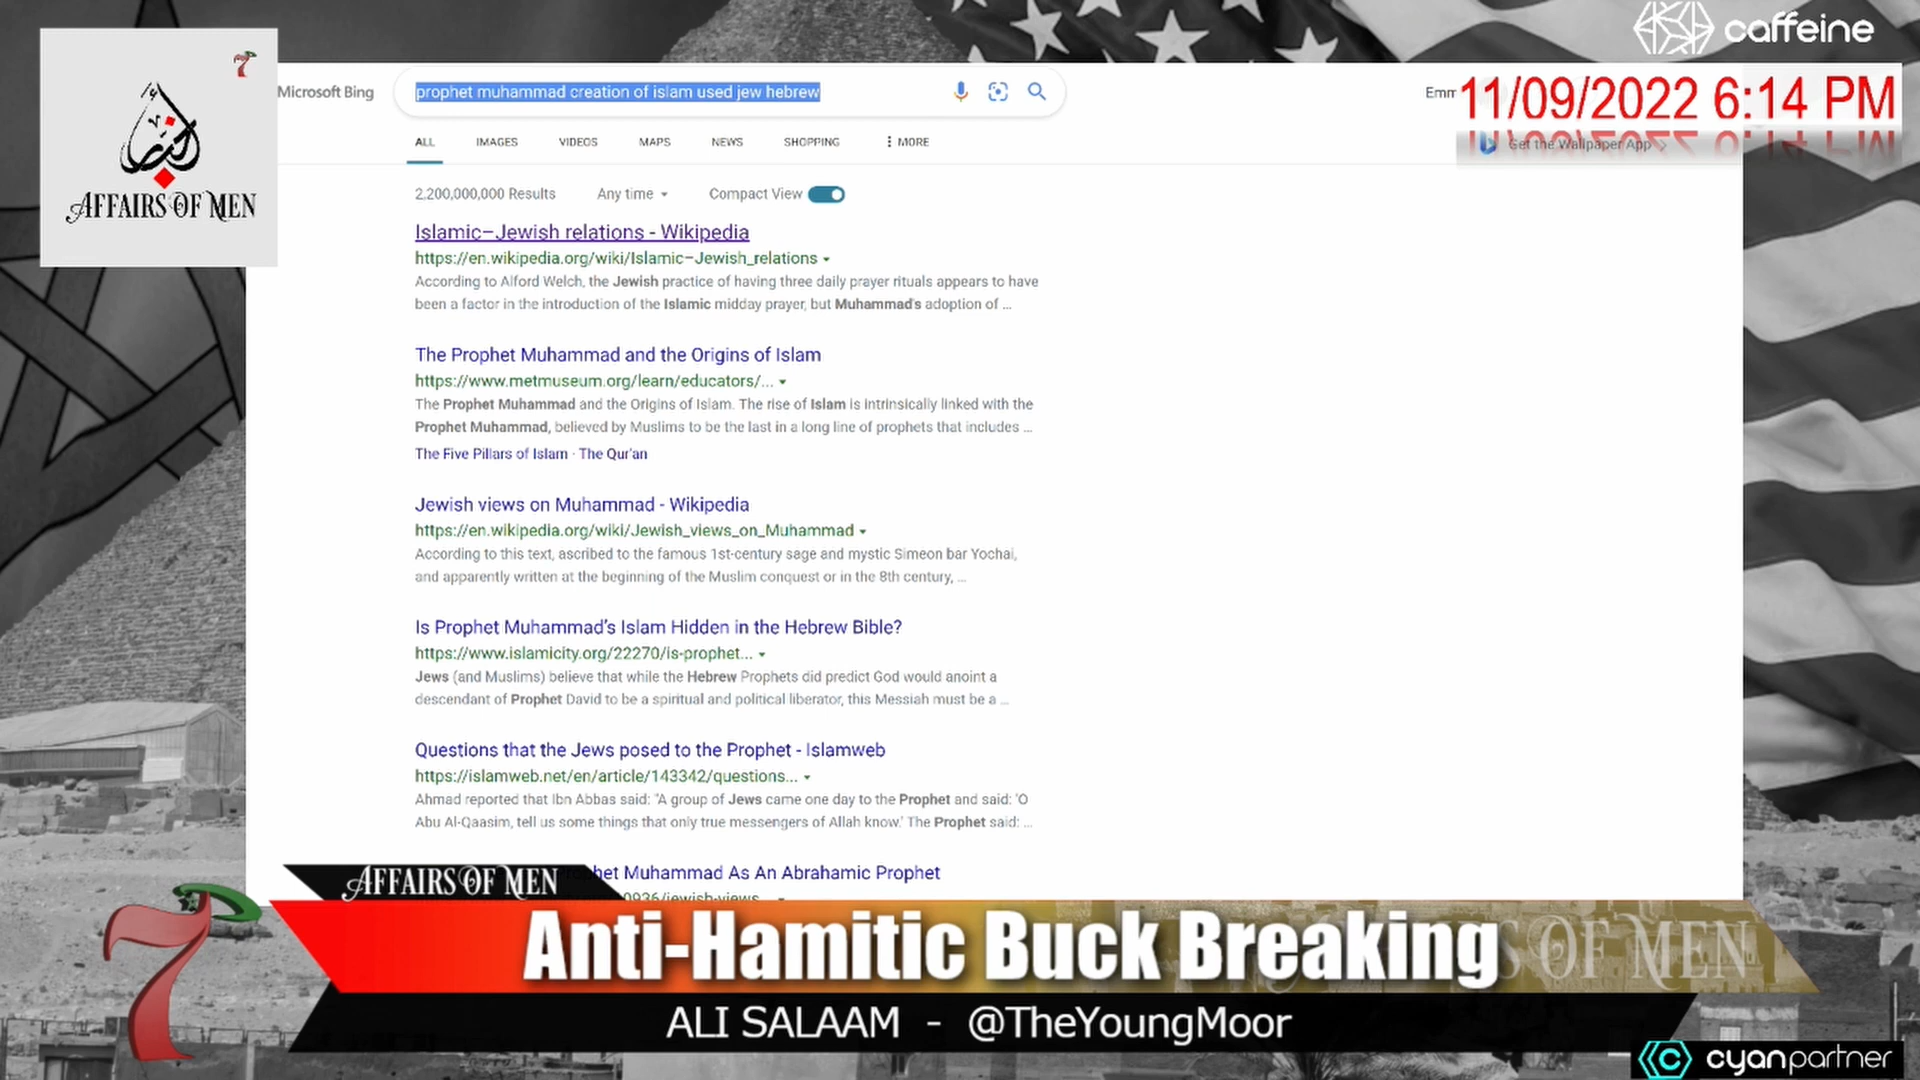 caffeine
7
AFFAIRS OF MEN
Microsoft Bing
prophet muhammad creation of islam used jew hebrew
Emm
11/09/2022 6:14 PM
Get the Wallpaper App
ALL IMAGES VIDEOS MAPS NEWS SHOPPING MORE
2,200,000,000 Results Any time Compact View
Islamic–Jewish relations - Wikipedia
https://en.wikipedia.org/wiki/Islamic–Jewish_relations
According to Alford Welch, the Jewish practice of having three daily prayer rituals appears to have
been a factor in the introduction of the Islamic midday prayer, but Muhammad's adoption of ...
The Prophet Muhammad and the Origins of Islam
https://www.metmuseum.org/learn/educators/...
The Prophet Muhammad and the Origins of Islam. The rise of Islam is intrinsically linked with the
Prophet Muhammad, believed by Muslims to be the last in a long line of prophets that includes ...
The Five Pillars of Islam · The Qur'an
Jewish views on Muhammad - Wikipedia
https://en.wikipedia.org/wiki/Jewish_views_on_Muhammad
According to this text, ascribed to the famous 1st-century sage and mystic Simeon bar Yochai,
and apparently written at the beginning of the Muslim conquest or in the 8th century, ...
Is Prophet Muhammad's Islam Hidden in the Hebrew Bible?
https://www.islamicity.org/22270/is-prophet...
Jews (and Muslims) believe that while the Hebrew Prophets did predict God would anoint a
descendant of Prophet David to be a spiritual and political liberator, this Messiah must be a ...
Questions that the Jews posed to the Prophet - Islamweb
https://islamweb.net/en/article/143342/questions...
Ahmad reported that Ibn Abbas said: "A group of Jews came one day to the Prophet and said: 'O
Abu Al-Qaasim, tell us some things that only true messengers of Allah know.' The Prophet said: ...
het Muhammad As An Abrahamic Prophet
0936/jewish-views...
AFFAIRS OF MEN
7
Anti-Hamitic Buck Breaking
S OF MEN
ALI SALAAM - @TheYoungMoor
cyanpartner